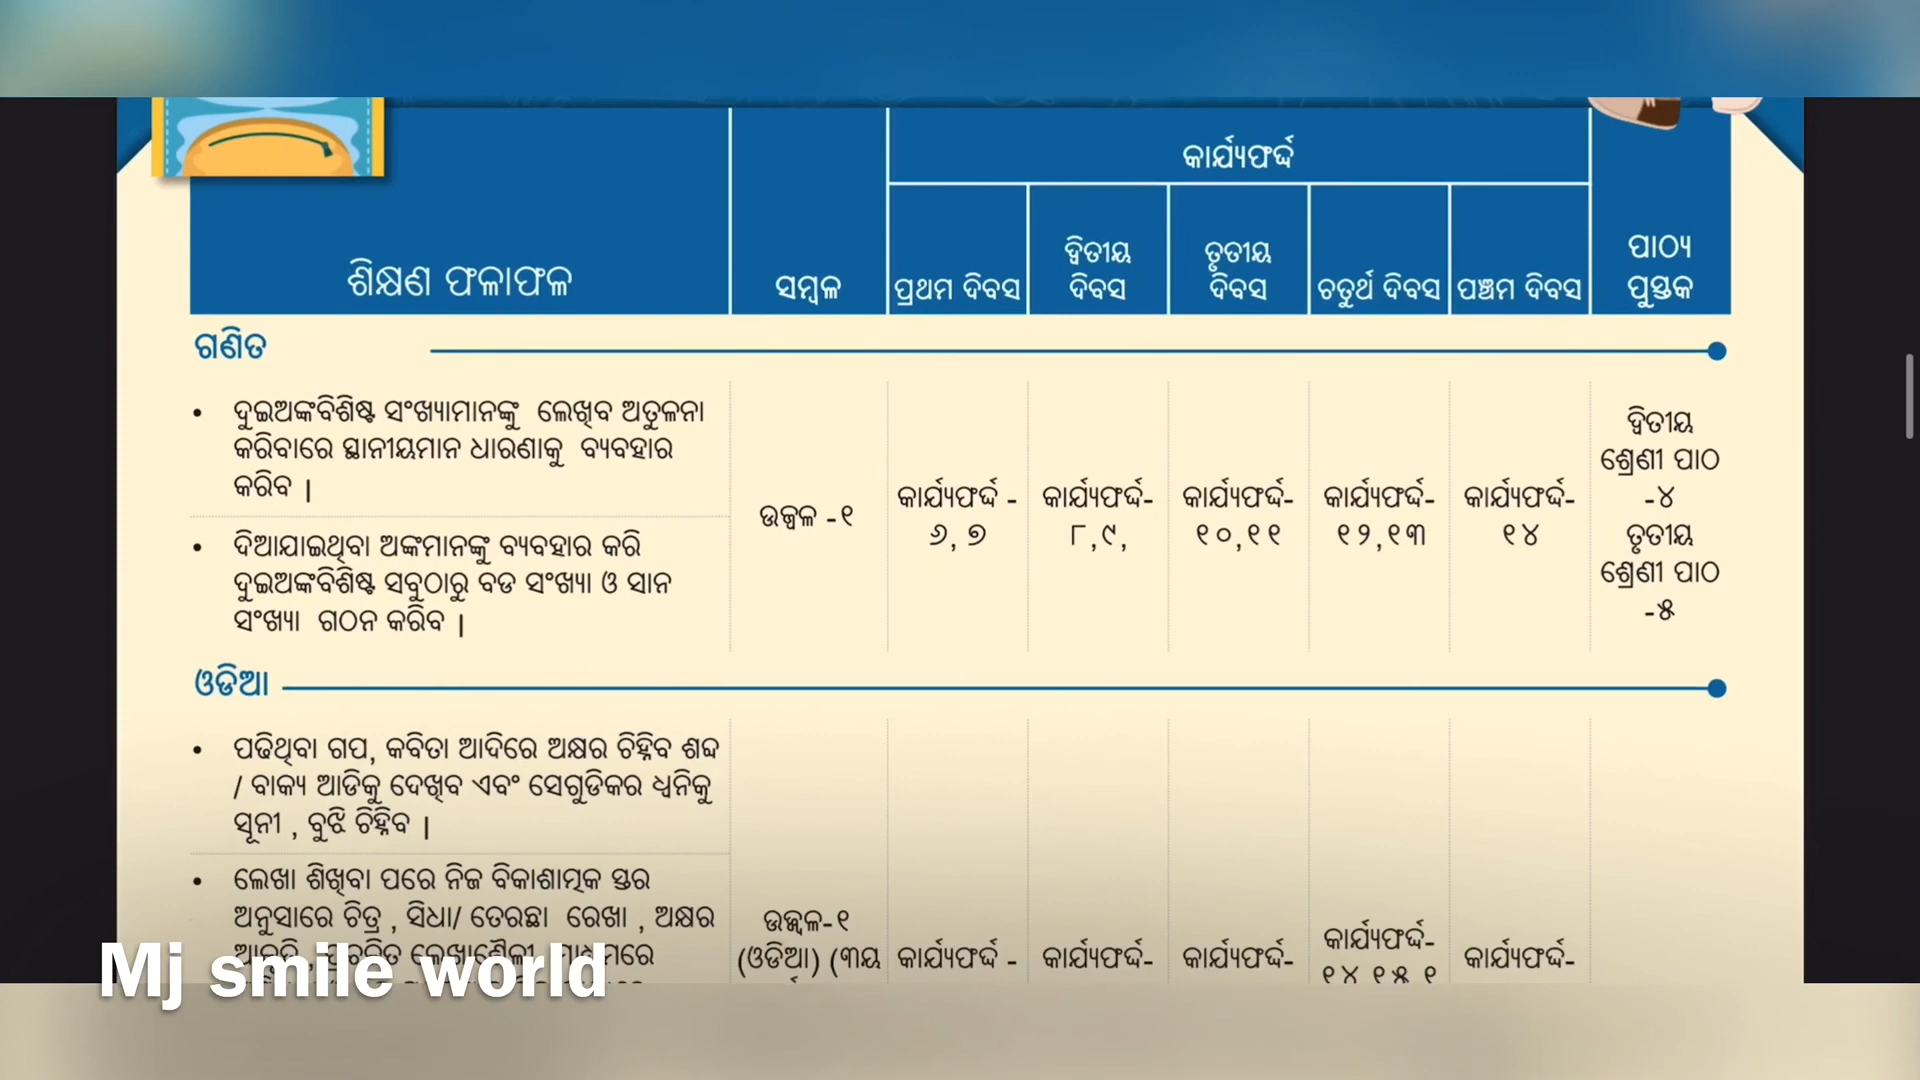 କାର୍ଯ୍ୟଫର୍ଦ୍ଦ
ଶିକ୍ଷଣ ଫଳାଫଳ
ସମ୍ବଳ
ପ୍ରଥମ ଦିବସ
ଦ୍ୱିତୀୟ
ଦିବସ
ତୃତୀୟ
ଦିବସ
ଚତୁର୍ଥ ଦିବସ
ପଞ୍ଚମ ଦିବସ
ପାଠ୍ୟ
ପୁସ୍ତକ
ଗଣିତ
• ଦୁଇଅଙ୍କବିଶିଷ୍ଟ ସଂଖ୍ୟାମାନଙ୍କୁ ଲେଖିବ ଅତୁଳନା
କରିବାରେ ସ୍ଥାନୀୟମାନ ଧାରଣାକୁ ବ୍ୟବହାର
କରିବ |
• ଦିଆଯାଇଥିବା ଅଙ୍କମାନଙ୍କୁ ବ୍ୟବହାର କରି
ଦୁଇଅଙ୍କବିଶିଷ୍ଟ ସବୁଠାରୁ ବଡ ସଂଖ୍ୟା ଓ ସାନ
ସଂଖ୍ୟା ଗଠନ କରିବ |
ଉଜ୍ଜ୍ୱଳ -୧
କାର୍ଯ୍ୟଫର୍ଦ୍ଦ -
୬, ୭
କାର୍ଯ୍ୟଫର୍ଦ୍ଦ-
୮,୯,
କାର୍ଯ୍ୟଫର୍ଦ୍ଦ-
୧୦,୧୧
କାର୍ଯ୍ୟଫର୍ଦ୍ଦ-
୧୨,୧୩
କାର୍ଯ୍ୟଫର୍ଦ୍ଦ-
୧୪
ଦ୍ୱିତୀୟ
ଶ୍ରେଣୀ ପାଠ
-୪
ତୃତୀୟ
ଶ୍ରେଣୀ ପାଠ
-୫
ଓଡିଆ
• ପଢିଥିବା ଗପ, କବିତା ଆଦିରେ ଅକ୍ଷର ଚିହ୍ନିବ ଶବ୍ଦ
/ ବାକ୍ୟ ଆଡିକୁ ଦେଖିବ ଏବଂ ସେଗୁଡିକର ଧ୍ୱନିକୁ
ସୂନୀ , ବୁଝି ଚିହ୍ନିବ |
• ଲେଖା ଶିଖିବା ପରେ ନିଜ ବିକାଶାତ୍ମକ ସ୍ତର
ଅନୁସାରେ ଚିତ୍ର , ସିଧା/ ତେରଛା ରେଖା , ଅକ୍ଷର
ଉଜ୍ଜ୍ୱଳ-୧
(ଓଡିଆ) (୩ୟ
କାର୍ଯ୍ୟଫର୍ଦ୍ଦ -
କାର୍ଯ୍ୟଫର୍ଦ୍ଦ-
କାର୍ଯ୍ୟଫର୍ଦ୍ଦ-
କାର୍ଯ୍ୟଫର୍ଦ୍ଦ-
୧୪ ୧୫ ୧
କାର୍ଯ୍ୟଫର୍ଦ୍ଦ-
Mj smile world